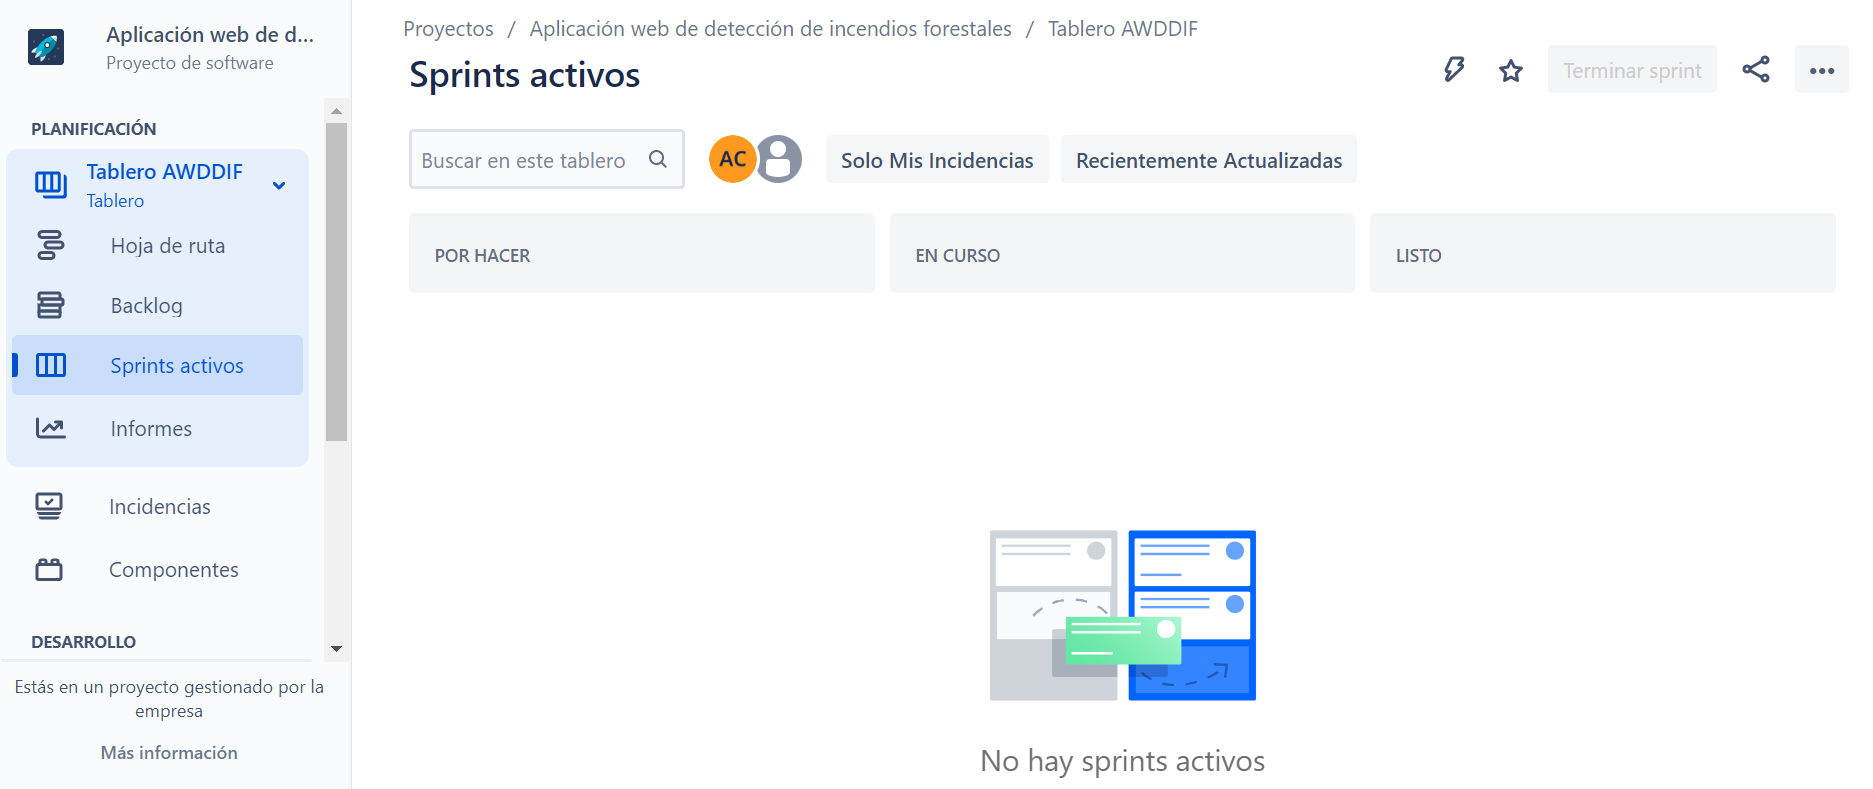 Aplicación web de d...
Proyecto de software
PLANIFICACIÓN
Tablero AWDDIF
Tablero
Hoja de ruta
Backlog
Sprints activos
Informes
Incidencias
Componentes
DESARROLLO
Estás en un proyecto gestionado por la
empresa
Más información
Proyectos / Aplicación web de detección de incendios forestales / Tablero AWDDIF
Sprints activos
Terminar sprint
Buscar en este tablero
AC
Solo Mis Incidencias
Recientemente Actualizadas
POR HACER
EN CURSO
LISTO
No hay sprints activos